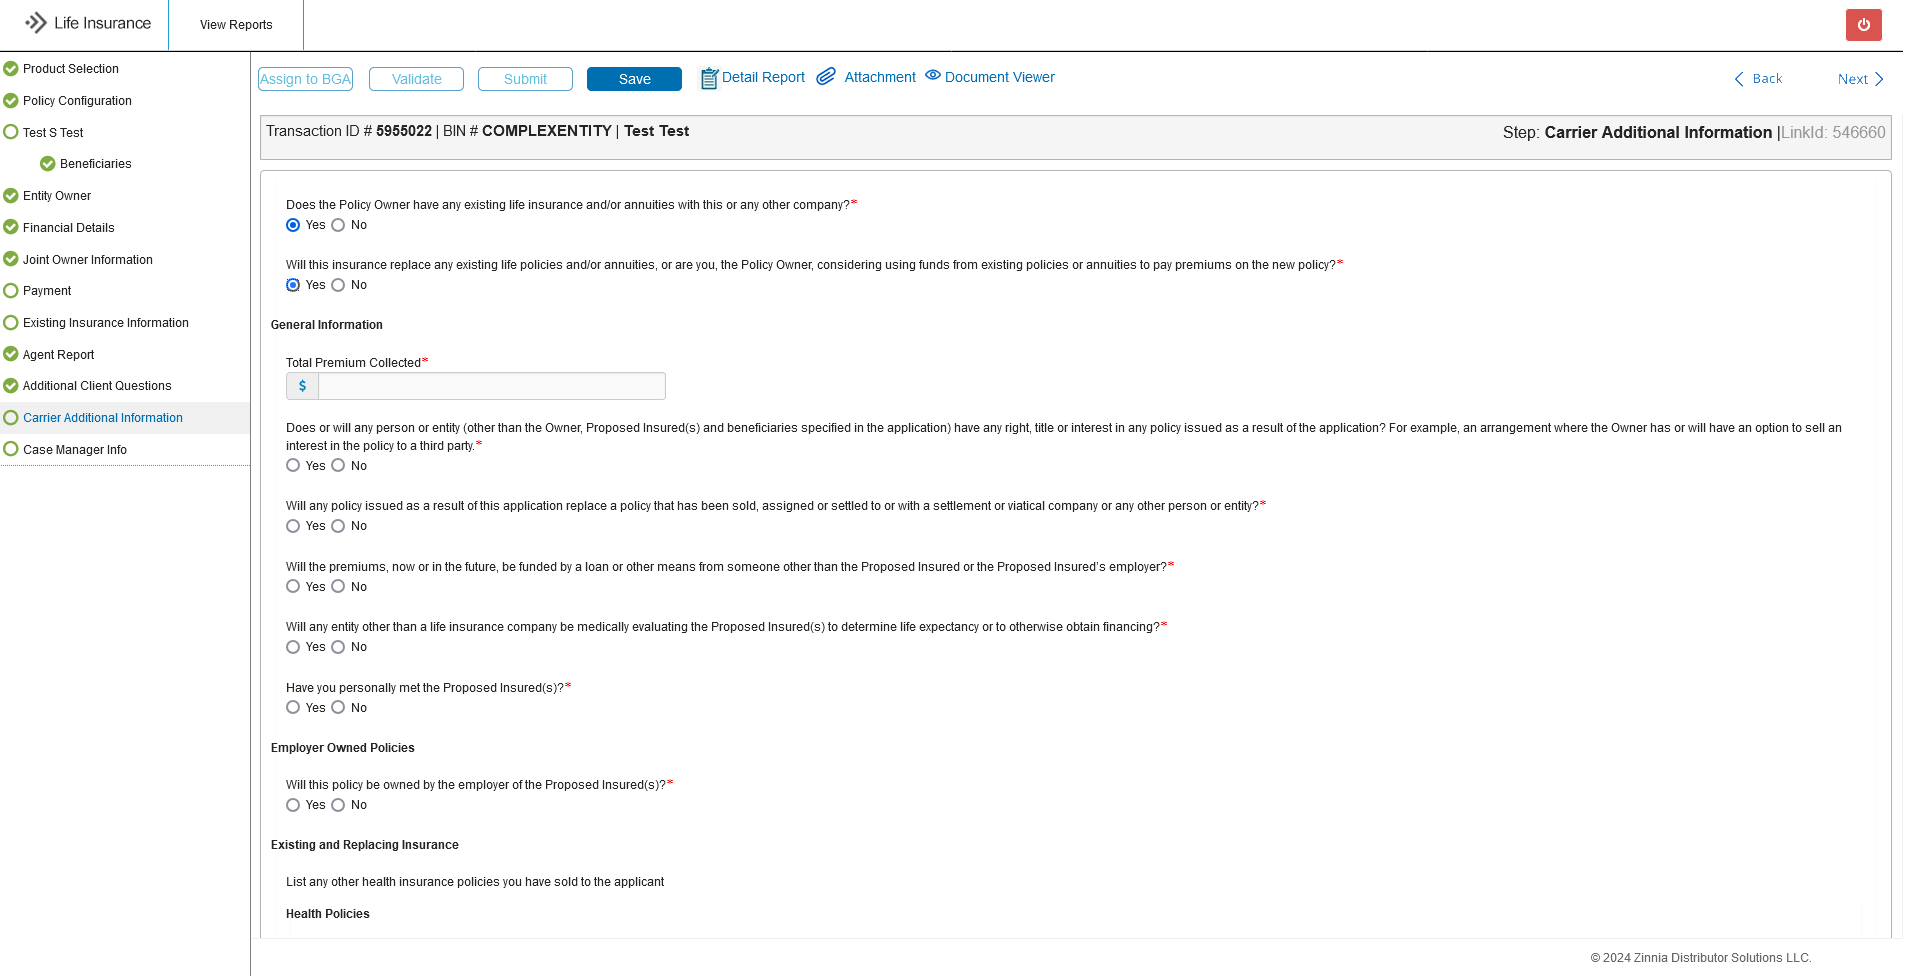 Life Insurance
View Reports
Product Selection
Policy Configuration
Test S Test
Beneficiaries
Entity Owner
Financial Details
Joint Owner Information
Payment
Existing Insurance Information
Agent Report
Additional Client Questions
Carrier Additional Information
Case Manager Info
Assign to BGA
Validate
Submit
Save
Detail Report
Attachment
Document Viewer
Back
Next
Transaction ID # 5955022 | BIN # COMPLEXENTITY | Test Test
Step: Carrier Additional Information |LinkId: 546660
Does the Policy Owner have any existing life insurance and/or annuities with this or any other company?*
Yes No
Will this insurance replace any existing life policies and/or annuities, or are you, the Policy Owner, considering using funds from existing policies or annuities to pay premiums on the new policy?*
Yes No
General Information
Total Premium Collected*
$
Does or will any person or entity (other than the Owner, Proposed Insured(s) and beneficiaries specified in the application) have any right, title or interest in any policy issued as a result of the application? For example, an arrangement where the Owner has or will have an option to sell an
interest in the policy to a third party.*
Yes No
Will any policy issued as a result of this application replace a policy that has been sold, assigned or settled to or with a settlement or viatical company or any other person or entity?*
Yes No
Will the premiums, now or in the future, be funded by a loan or other means from someone other than the Proposed Insured or the Proposed Insured's employer?*
Yes No
Will any entity other than a life insurance company be medically evaluating the Proposed Insured(s) to determine life expectancy or to otherwise obtain financing?*
Yes No
Have you personally met the Proposed Insured(s)?*
Yes No
Employer Owned Policies
Will this policy be owned by the employer of the Proposed Insured(s)?*
Yes No
Existing and Replacing Insurance
List any other health insurance policies you have sold to the applicant
Health Policies
© 2024 Zinnia Distributor Solutions LLC.